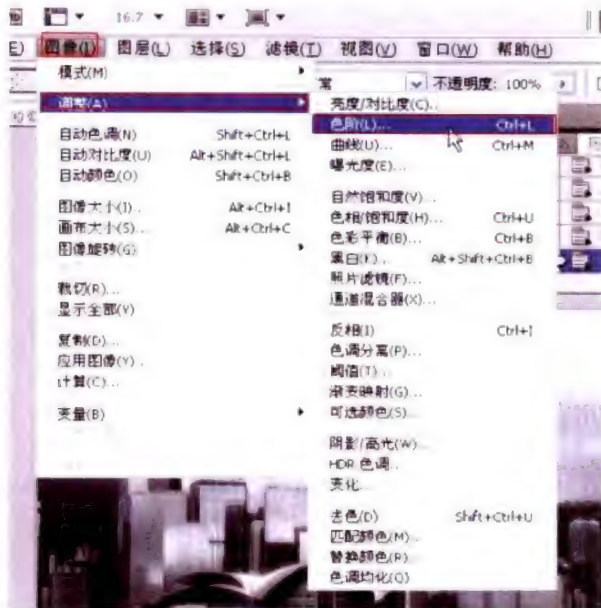 16.7
图像(I) 图层(L) 选择(S) 滤镜(T) 视图(V) 窗口(W) 帮助(H)
模式(M)
常 不透明度: 100%
调整(A)
亮度/对比度(C)...
色阶(L)... Ctrl+L
曲线(U)... Ctrl+M
曝光度(E)...
自然饱和度(V)...
色相/饱和度(H)... Ctrl+U
色彩平衡(B)... Ctrl+B
黑白(K)... Alt+Shift+Ctrl+B
照片滤镜(F)...
通道混合器(X)...
反相(I) Ctrl+I
色调分离(P)...
阈值(T)...
渐变映射(G)...
可选颜色(S)...
阴影/高光(W)...
HDR 色调...
变化...
去色(D) Shift+Ctrl+U
匹配颜色(M)...
替换颜色(R)...
色调均化(Q)
自动色调(N) Shift+Ctrl+L
自动对比度(U) Alt+Shift+Ctrl+L
自动颜色(O) Shift+Ctrl+B
图像大小(I)... Alt+Ctrl+I
画布大小(S)... Alt+Ctrl+C
图像旋转(G)
裁切(R)...
显示全部(V)
复制(D)...
应用图像(Y)...
计算(C)...
变量(B)